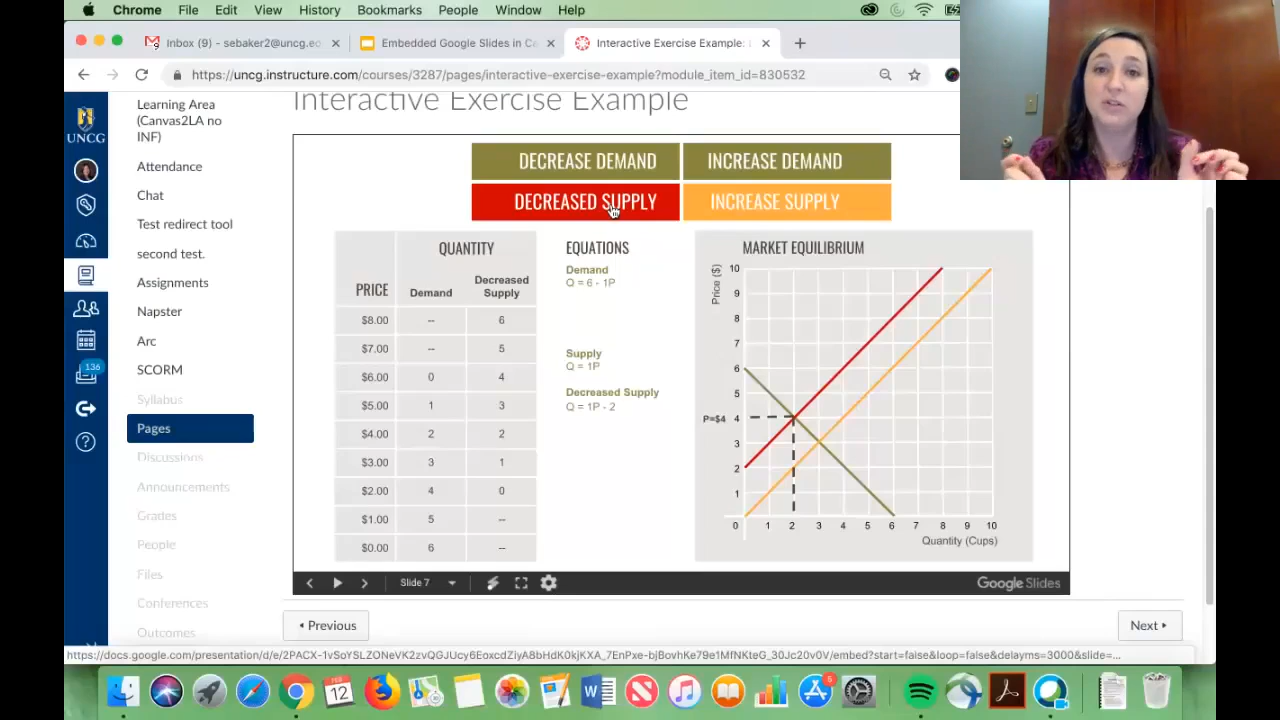 Chrome File Edit View History Bookmarks People Window Help
Inbox (9) - sebaker2@uncg.ec
Embedded Google Slides in Ce
Interactive Exercise Example:
https://uncg.instructure.com/courses/3287/pages/interactive-exercise-example?module_item_id=830532
UNCG
136
Learning Area
(Canvas2LA no
INF)
Attendance
Chat
Test redirect tool
second test.
Assignments
Napster
Arc
SCORM
Syllabus
Pages
Discussions
Announcements
Grades
People
Files
Conferences
Outcomes
Interactive Exercise Example
DECREASE DEMAND INCREASE DEMAND
DECREASED SUPPLY INCREASE SUPPLY
QUANTITY
PRICE Demand Decreased
Supply
$8.00 -- 6
$7.00 -- 5
$6.00 0 4
$5.00 1 3
$4.00 2 2
$3.00 3 1
$2.00 4 0
$1.00 5 --
$0.00 6 --
EQUATIONS
Demand
Q = 6 - 1P
Supply
Q = 1P
Decreased Supply
Q = 1P - 2
MARKET EQUILIBRIUM
Price ($)
10
9
8
7
6
5
P=$4 4
3
2
1
0 1 2 3 4 5 6 7 8 9 10
Quantity (Cups)
Slide 7
Google Slides
Previous
Next
FEB
12
5